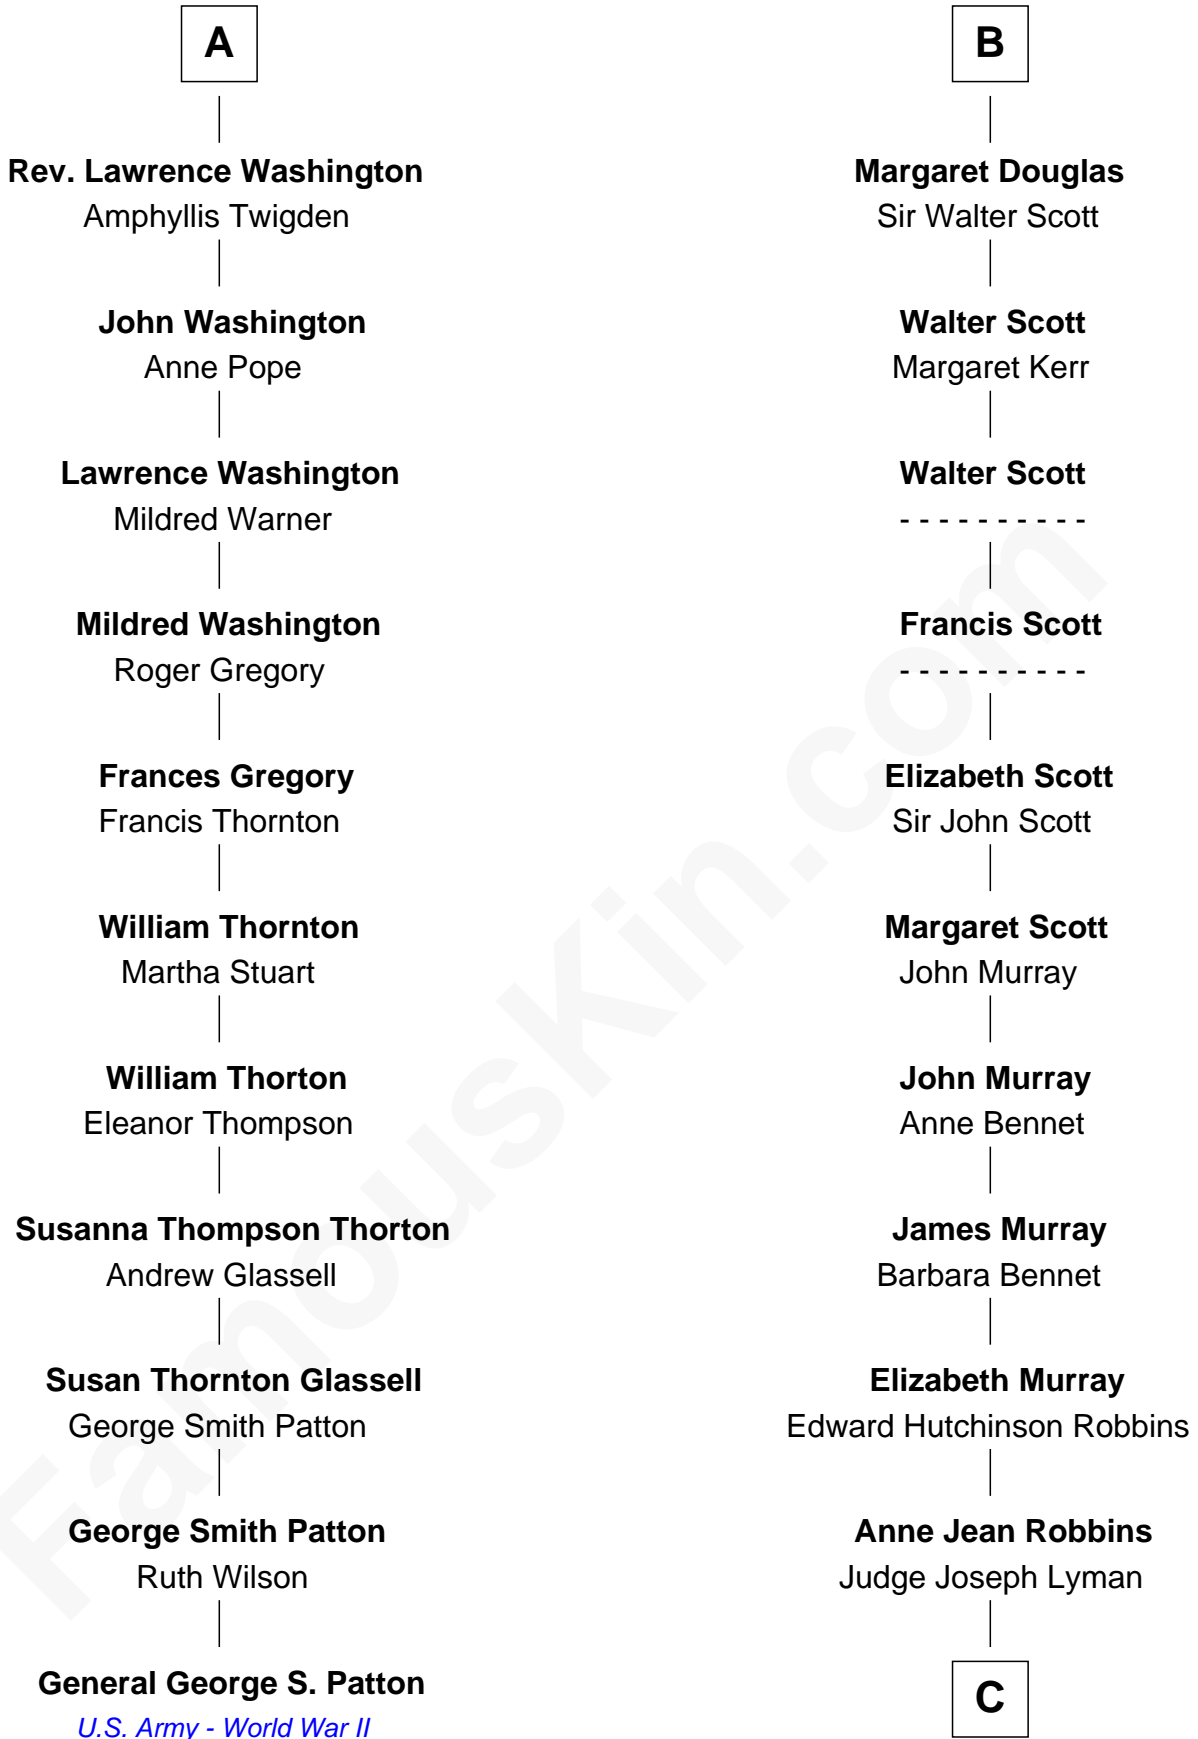 A
Rev. Lawrence Washington
Amphyllis Twigden
John Washington
Anne Pope
Lawrence Washington
Mildred Warner
Mildred Washington
Roger Gregory
Frances Gregory
Francis Thornton
William Thornton
Martha Stuart
William Thorton
Eleanor Thompson
Susanna Thompson Thorton
Andrew Glassell
Susan Thornton Glassell
George Smith Patton
George Smith Patton
Ruth Wilson
General George S. Patton
U.S. Army - World War II
B
Margaret Douglas
Sir Walter Scott
Walter Scott
Margaret Kerr
Walter Scott
- - - - - - - - - -
Francis Scott
- - - - - - - - - -
Elizabeth Scott
Sir John Scott
Margaret Scott
John Murray
John Murray
Anne Bennet
James Murray
Barbara Bennet
Elizabeth Murray
Edward Hutchinson Robbins
Anne Jean Robbins
Judge Joseph Lyman
C
FamousKin.com